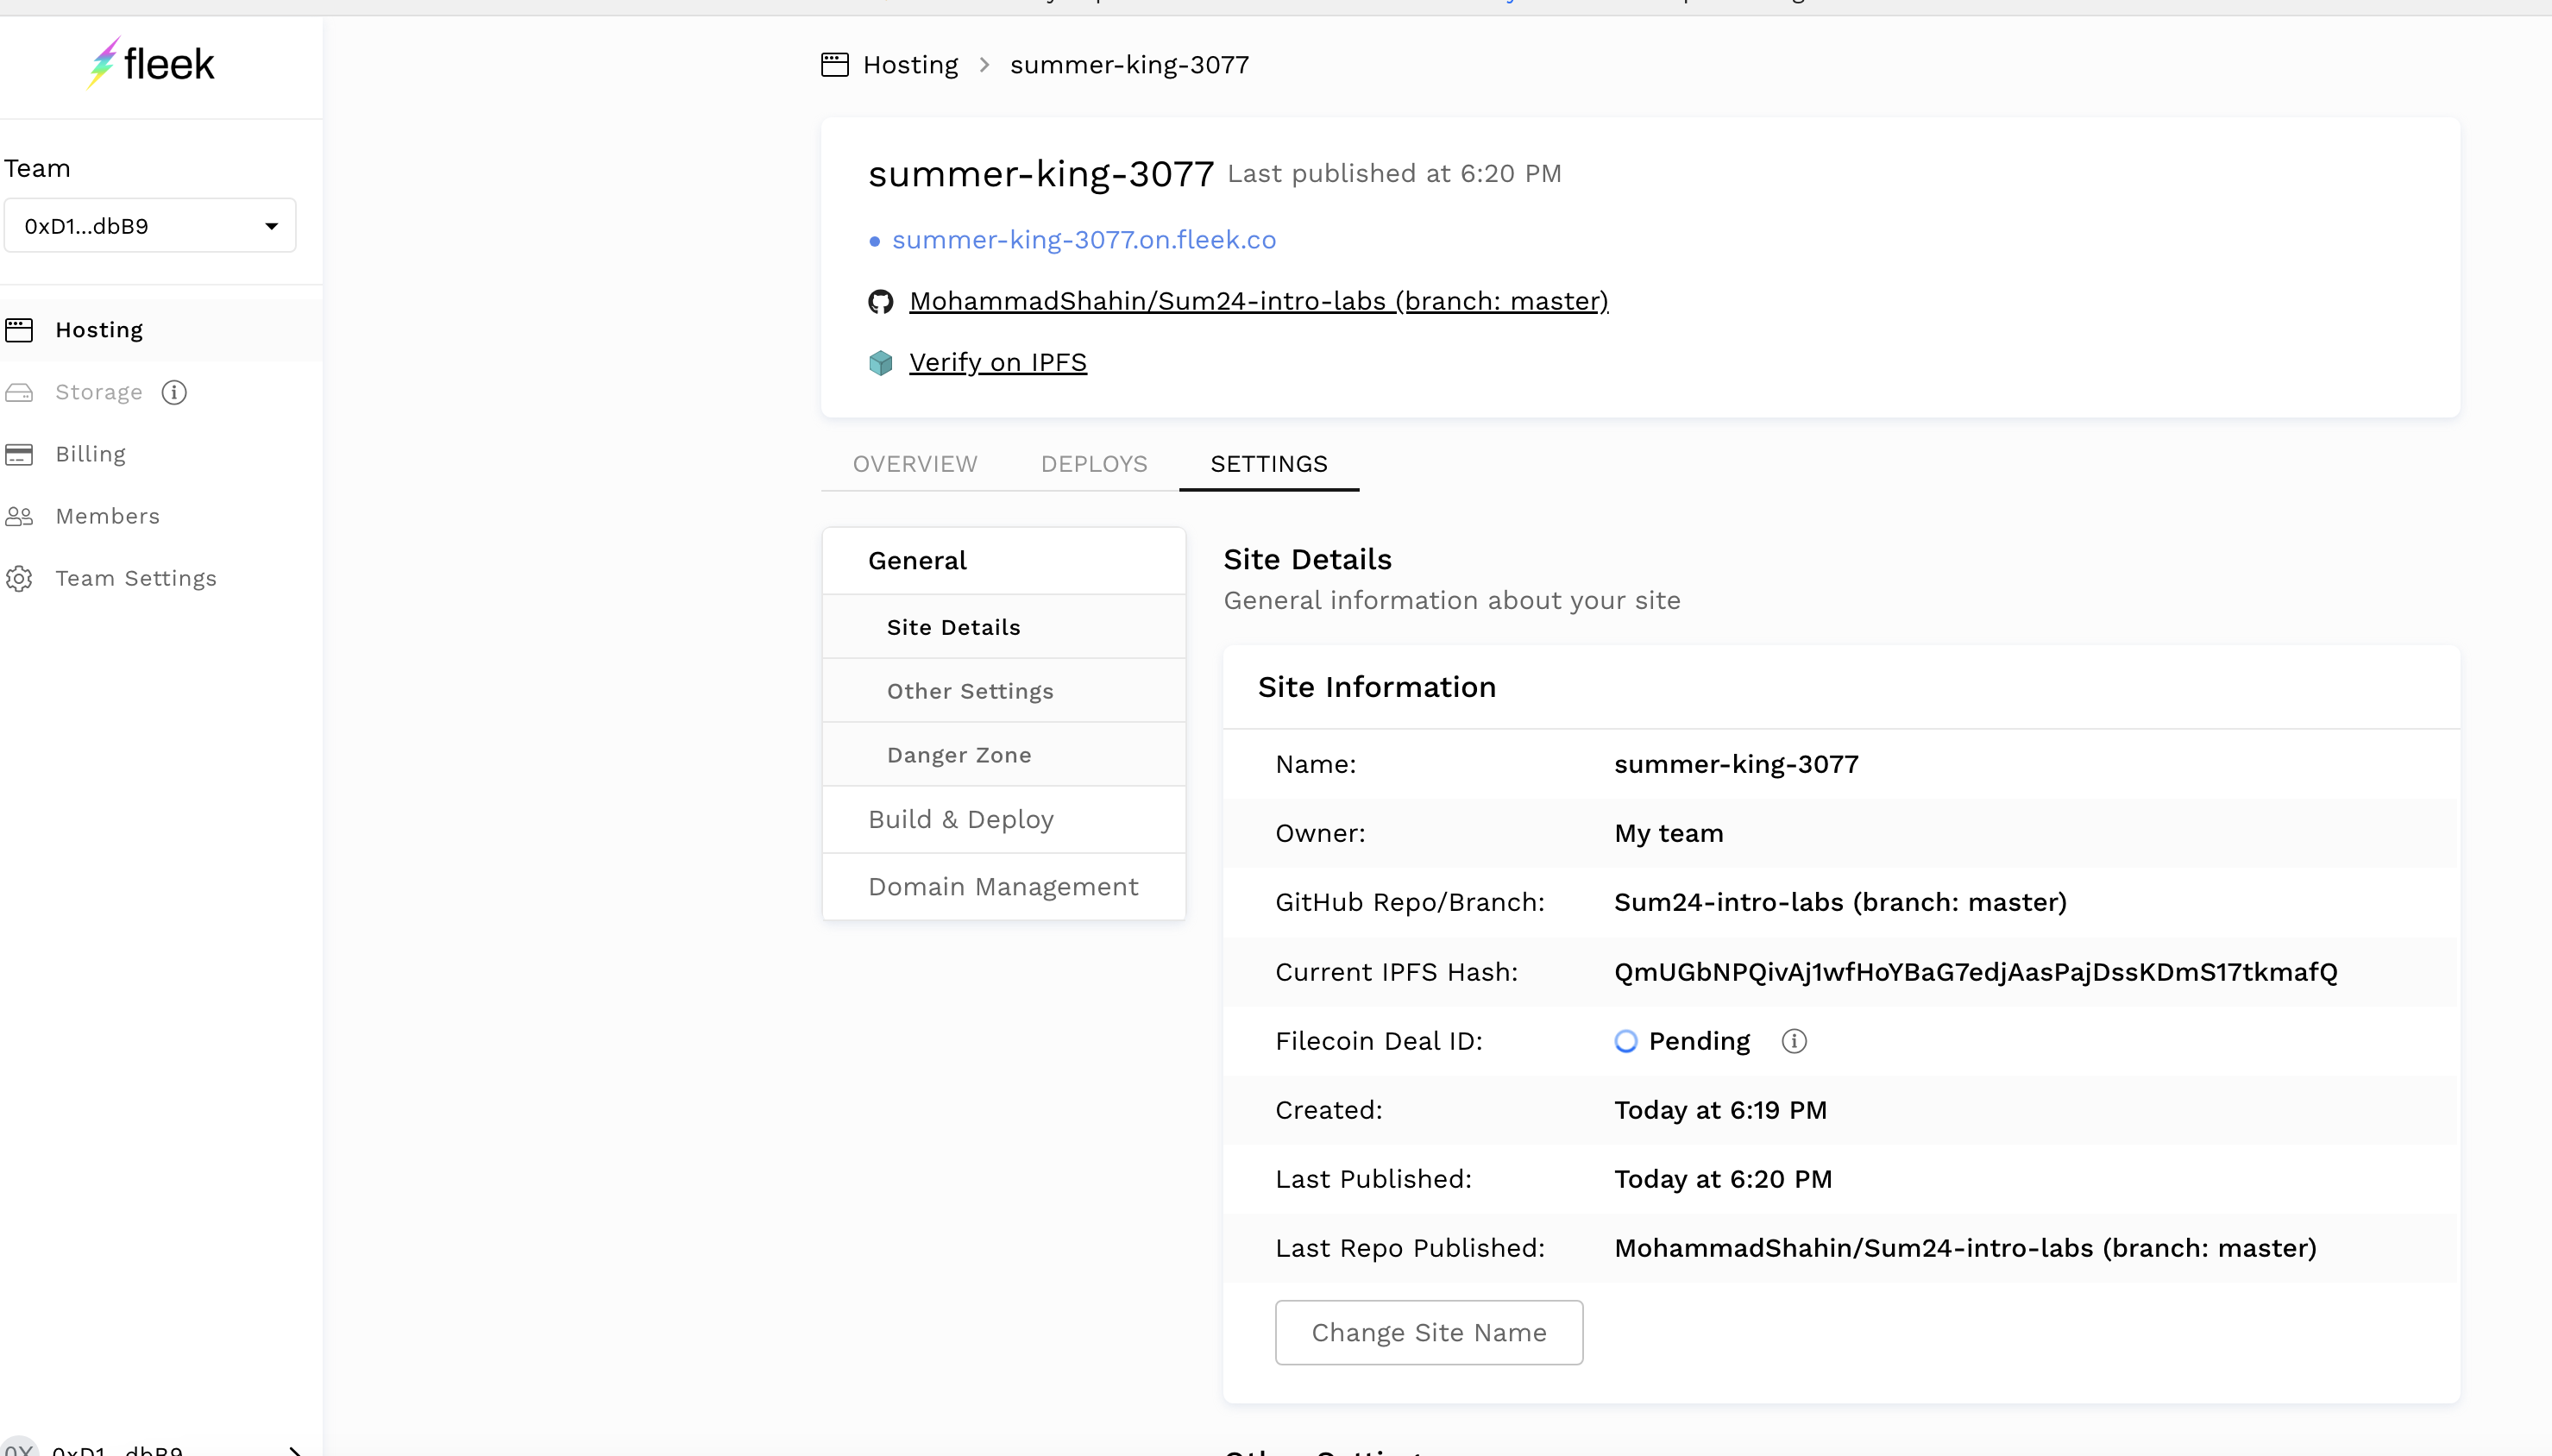 fleek
Team
0xD1...dbB9
Hosting
Storage
Billing
Members
Team Settings
0X 0xD1...dbB9
Hosting > summer-king-3077
summer-king-3077 Last published at 6:20 PM
summer-king-3077.on.fleek.co
MohammadShahin/Sum24-intro-labs (branch: master)
Verify on IPFS
OVERVIEW DEPLOYS SETTINGS
General
Site Details
Other Settings
Danger Zone
Build & Deploy
Domain Management
Site Details
General information about your site
Site Information
Name: summer-king-3077
Owner: My team
GitHub Repo/Branch: Sum24-intro-labs (branch: master)
Current IPFS Hash: QmUGbNPQivAj1wfHoYBaG7edjAasPajDssKDmS17tkmafQ
Filecoin Deal ID: Pending
Created: Today at 6:19 PM
Last Published: Today at 6:20 PM
Last Repo Published: MohammadShahin/Sum24-intro-labs (branch: master)
Change Site Name